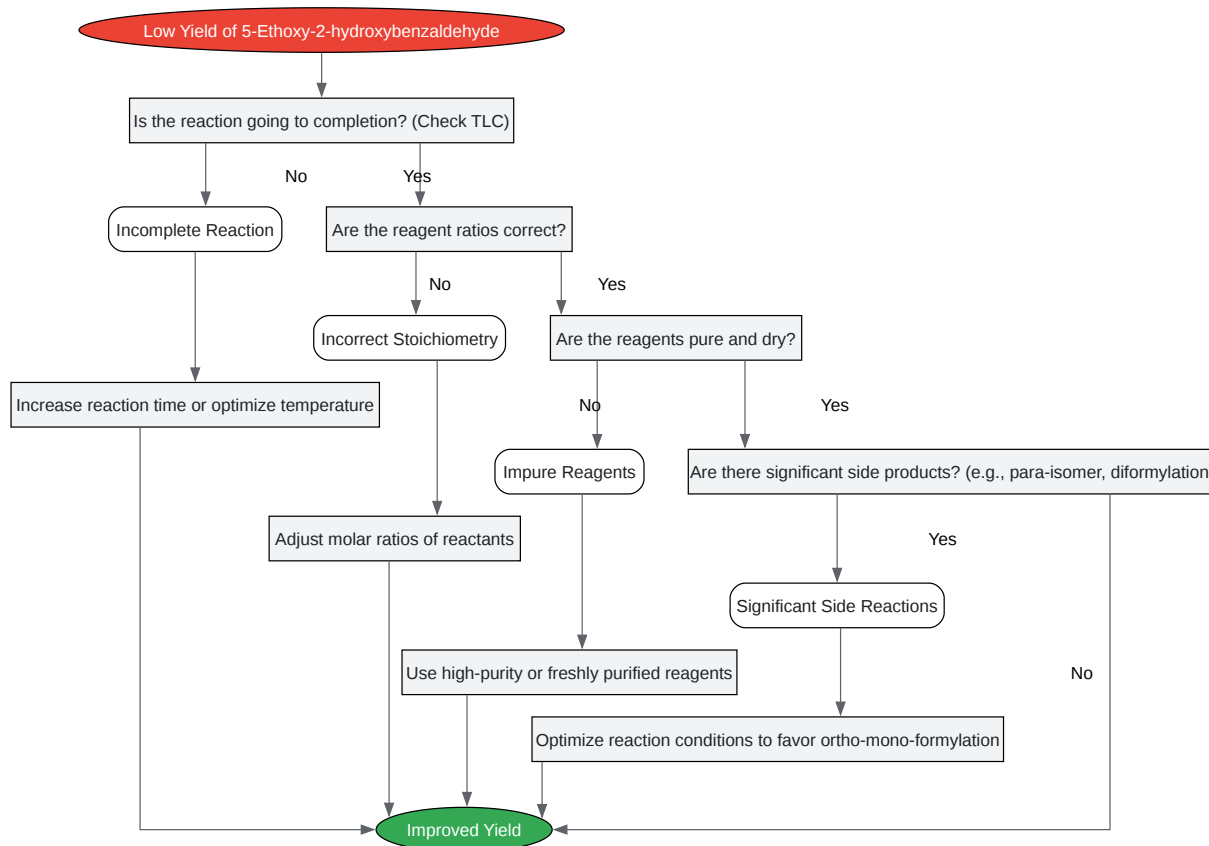 Low Yield of 5-Ethoxy-2-hydroxybenzaldehyde
Is the reaction going to completion? (Check TLC)
No
Yes
Incomplete Reaction
Are the reagent ratios correct?
No
Yes
Incorrect Stoichiometry
Are the reagents pure and dry?
Increase reaction time or optimize temperature
No
Yes
Impure Reagents
Are there significant side products? (e.g., para-isomer, diformylation
Adjust molar ratios of reactants
Yes
Significant Side Reactions
Use high-purity or freshly purified reagents
No
Optimize reaction conditions to favor ortho-mono-formylation
Improved Yield